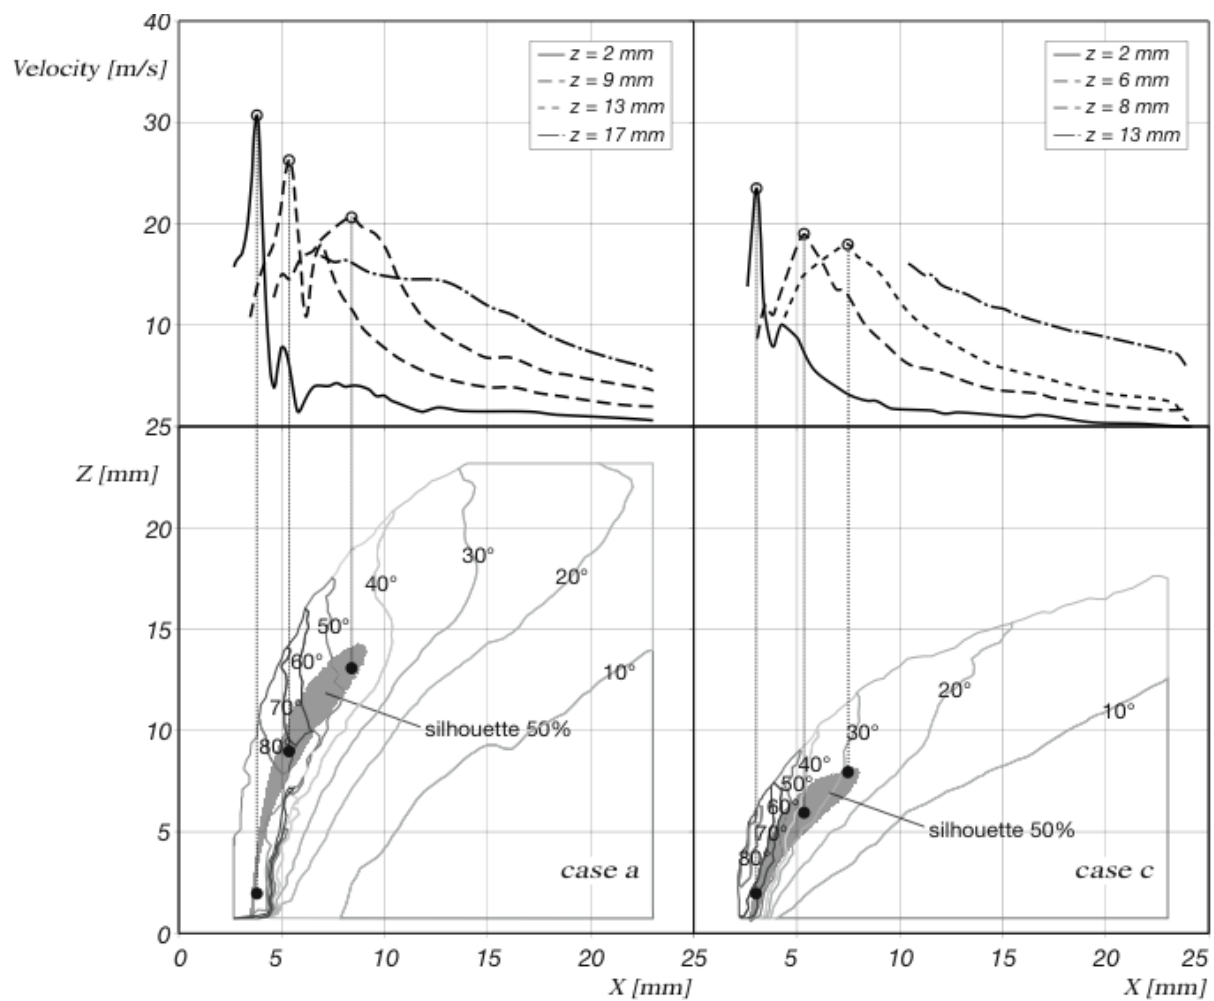 40
Velocity [m/s]
30
20
10
z = 2 mm
z = 9 mm
z = 13 mm
z = 17 mm
z = 2 mm
z = 6 mm
z = 8 mm
z = 13 mm
25
Z [mm]
20
15
10
5
0
30°
40°
20°
50°
60°
10°
70°
80°
silhouette 50%
case a
20°
10°
30°
40°
50°
60°
70°
80°
silhouette 50%
case c
0
5
10
15
20
25
5
10
15
20
25
X [mm]
X [mm]